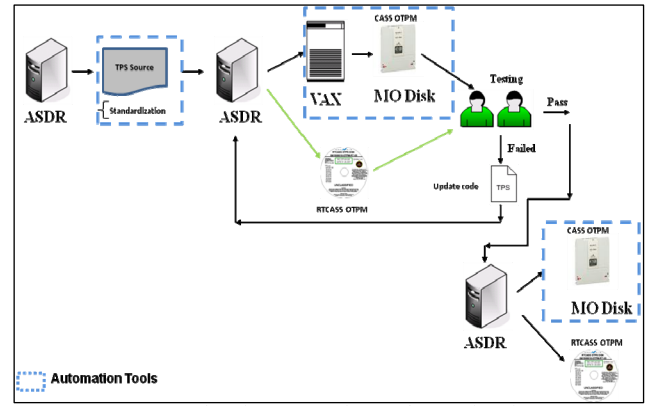 CASS OTPM
TPS Source
Standardization
ASDR
ASDR
VAX
MO Disk
Testing
Pass
Failed
RTCASS OTPM
UNCLASSIFIED
Update code
TPS
CASS OTPM
MO Disk
ASDR
RTCASS OTPM
Automation Tools